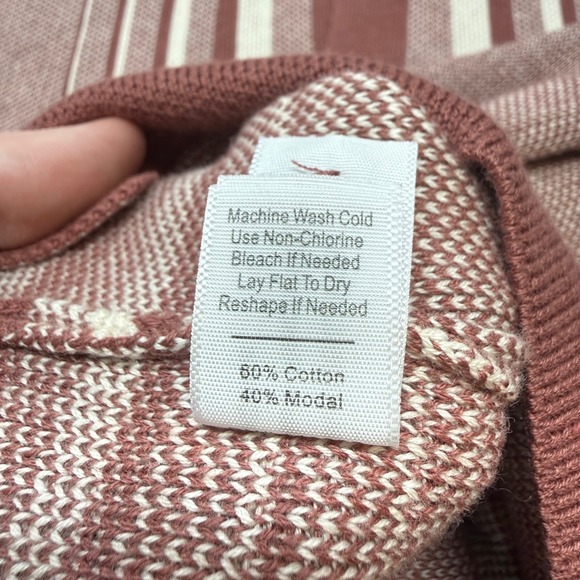 Machine Wash Cold
Use Non-Chlorine
Bleach If Needed
Lay Flat To Dry
Reshape If Needed
60% Cotton
40% Modal